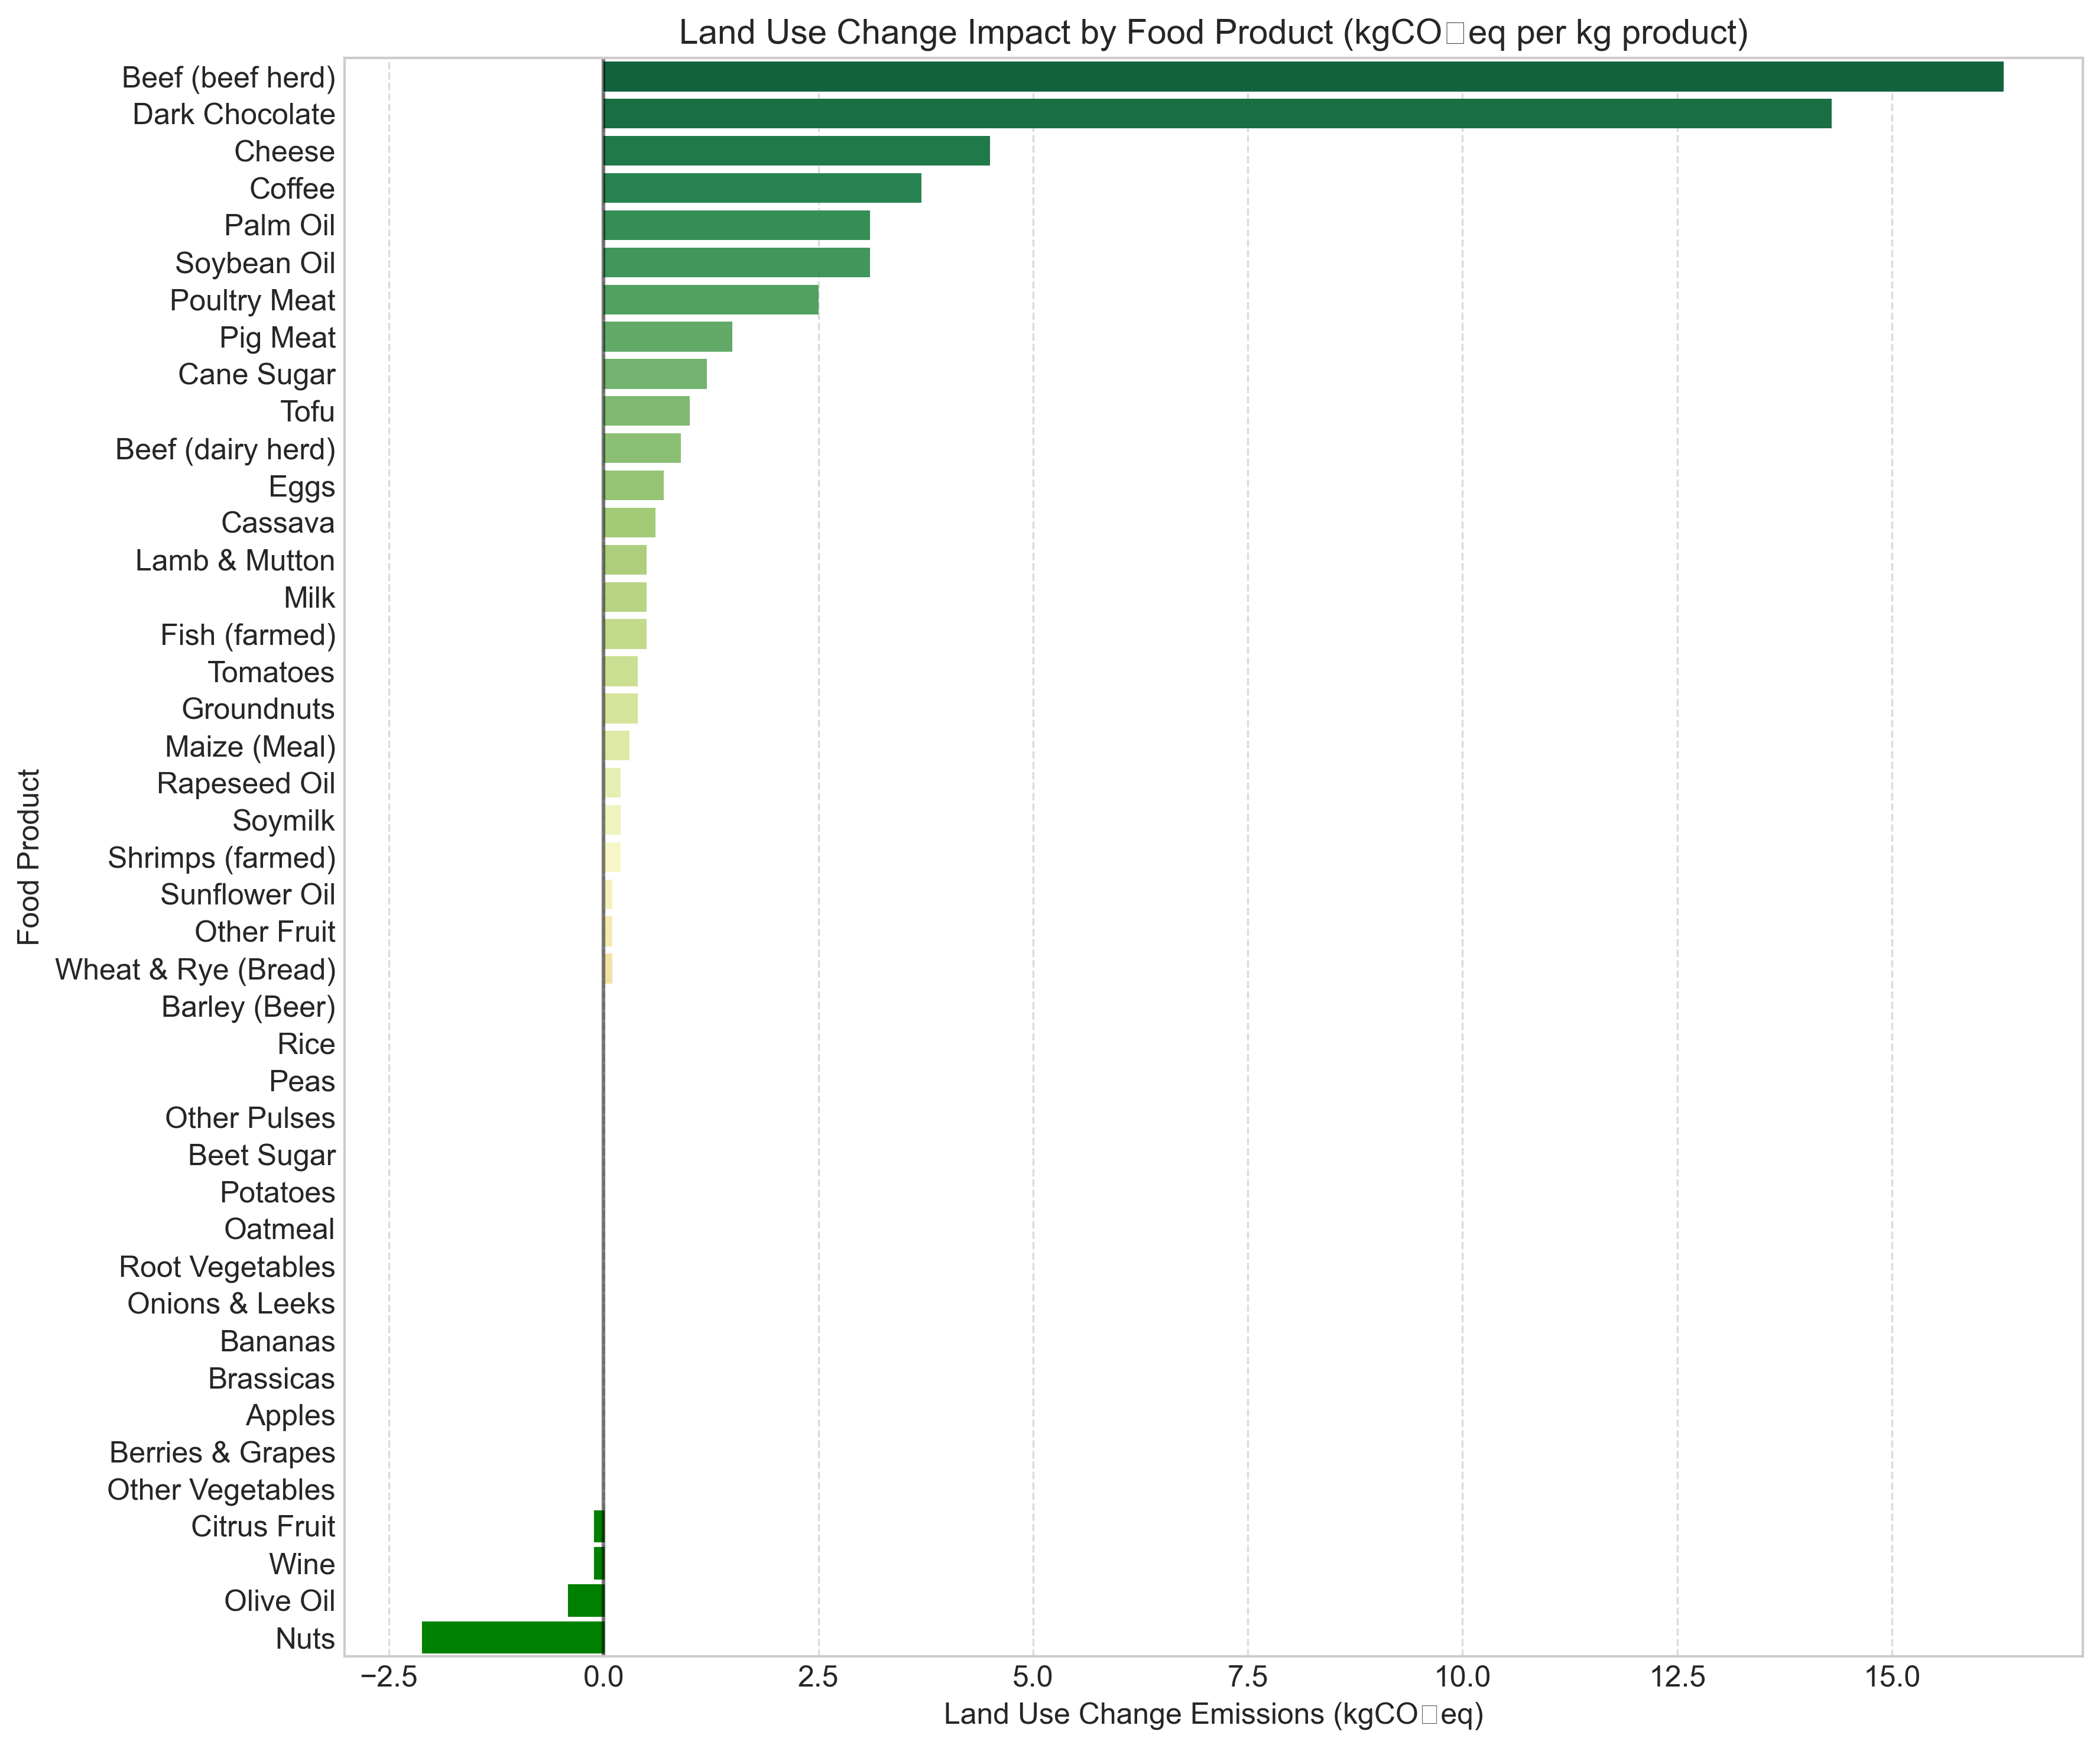 Land Use Change Impact by Food Product (kgCO□eq per kg product)
Food Product
Beef (beef herd)
Dark Chocolate
Cheese
Coffee
Palm Oil
Soybean Oil
Poultry Meat
Pig Meat
Cane Sugar
Tofu
Beef (dairy herd)
Eggs
Cassava
Lamb & Mutton
Milk
Fish (farmed)
Tomatoes
Groundnuts
Maize (Meal)
Rapeseed Oil
Soymilk
Shrimps (farmed)
Sunflower Oil
Other Fruit
Wheat & Rye (Bread)
Barley (Beer)
Rice
Peas
Other Pulses
Beet Sugar
Potatoes
Oatmeal
Root Vegetables
Onions & Leeks
Bananas
Brassicas
Apples
Berries & Grapes
Other Vegetables
Citrus Fruit
Wine
Olive Oil
Nuts
−2.5 0.0 2.5 5.0 7.5 10.0 12.5 15.0
Land Use Change Emissions (kgCO□eq)